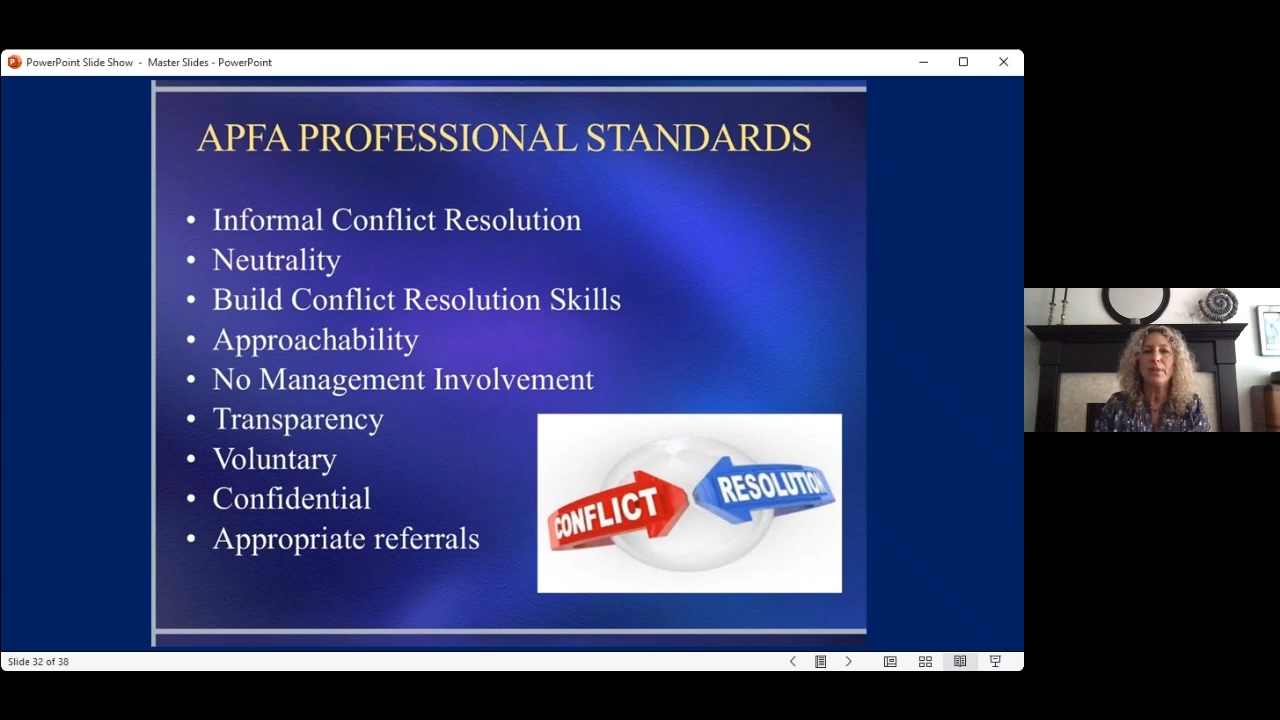 PowerPoint Slide Show - Master Slides - PowerPoint
APFA PROFESSIONAL STANDARDS
• Informal Conflict Resolution
• Neutrality
• Build Conflict Resolution Skills
• Approachability
• No Management Involvement
• Transparency
• Voluntary
• Confidential
• Appropriate referrals
CONFLICT
RESOLUTION
Slide 32 of 38